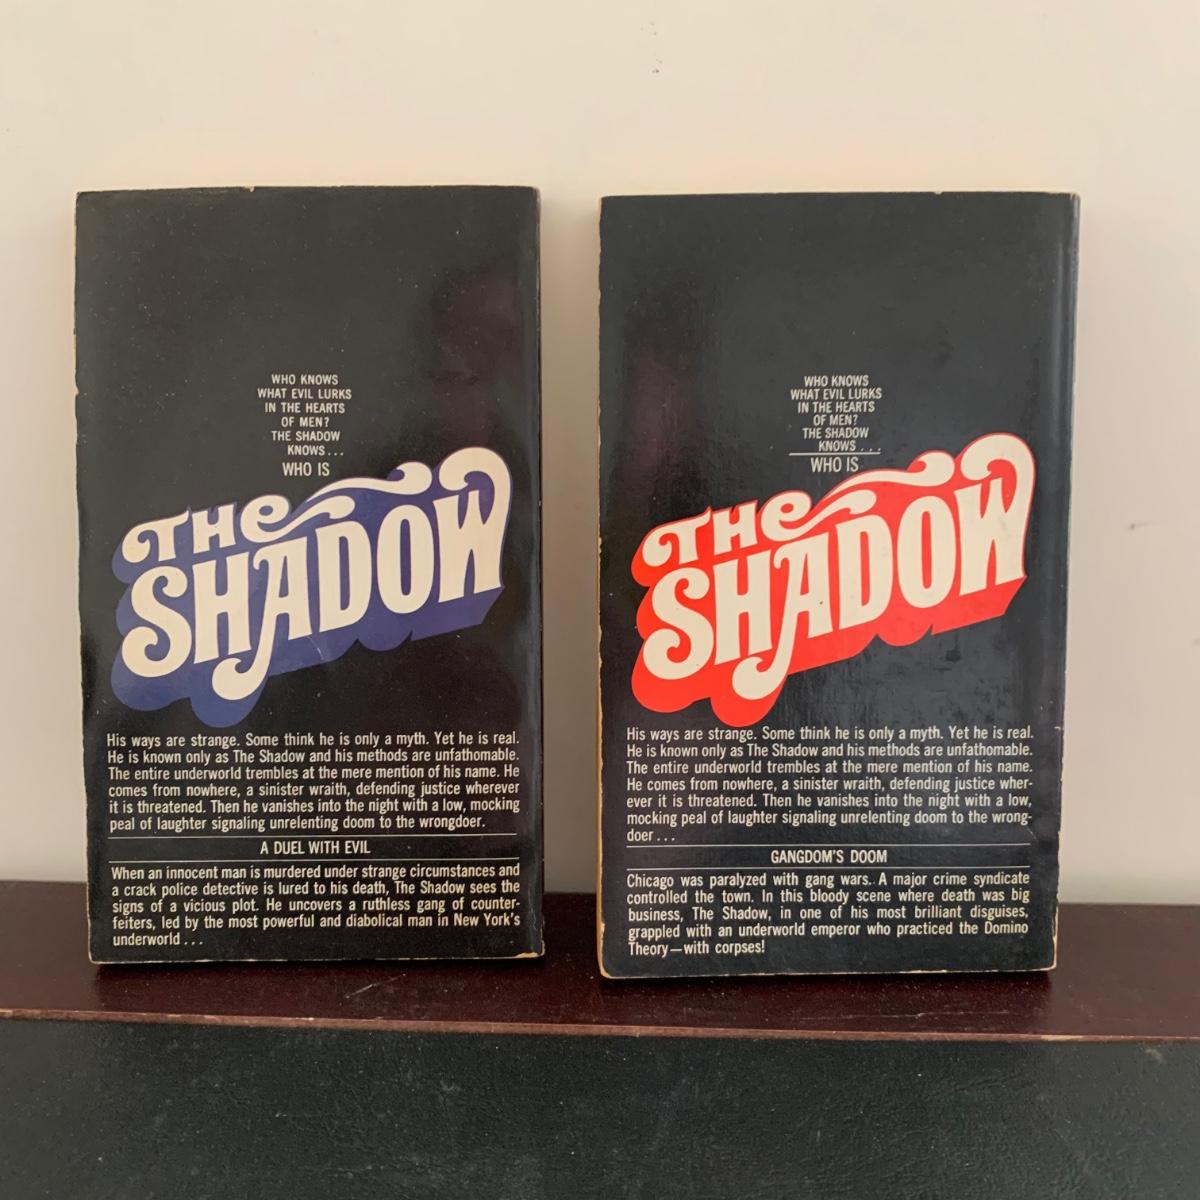 WHO KNOWS
WHAT EVIL LURKS
IN THE HEARTS
OF MEN?
THE SHADOW
KNOWS...
WHO IS
THE
SHADOW
His ways are strange. Some think he is only a myth. Yet he is real.
He is known only as The Shadow and his methods are unfathomable.
The entire underworld trembles at the mere mention of his name. He
comes from nowhere, a sinister wraith, defending justice wherever
it is threatened. Then he vanishes into the night with a low, mocking
peal of laughter signaling unrelenting doom to the wrongdoer.
A DUEL WITH EVIL
When an innocent man is murdered under strange circumstances and
a crack police detective is lured to his death, The Shadow sees the
signs of a vicious plot. He uncovers a ruthless gang of counter-
feiters, led by the most powerful and diabolical man in New York's
underworld...
WHO KNOWS
WHAT EVIL LURKS
IN THE HEARTS
OF MEN?
THE SHADOW
KNOWS...
WHO IS
THE
SHADOW
His ways are strange. Some think he is only a myth. Yet he is real.
He is known only as The Shadow and his methods are unfathomable.
The entire underworld trembles at the mere mention of his name.
He comes from nowhere, a sinister wraith, defending justice wher-
ever it is threatened. Then he vanishes into the night with a low,
mocking peal of laughter signaling unrelenting doom to the wrong-
doer...
GANGDOM'S DOOM
Chicago was paralyzed with gang wars. A major crime syndicate
controlled the town. In this bloody scene where death was big
business, The Shadow, in one of his most brilliant disguises,
grappled with an underworld emperor who practiced the Domino
Theory—with corpses!